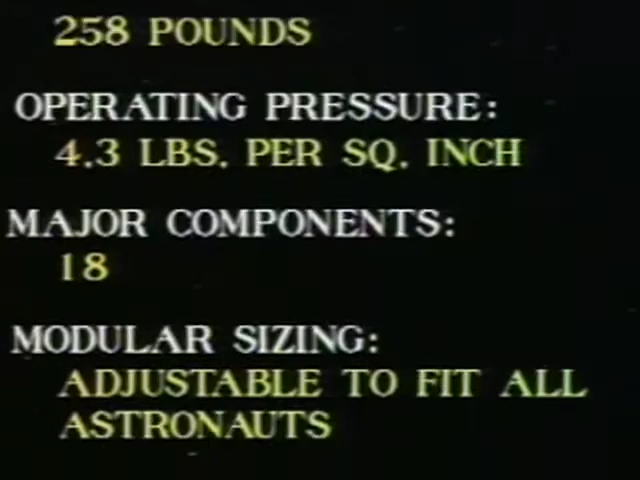 258 POUNDS
OPERATING PRESSURE:
4.3 LBS. PER SQ. INCH
MAJOR COMPONENTS:
18
MODULAR SIZING:
ADJUSTABLE TO FIT ALL
ASTRONAUTS